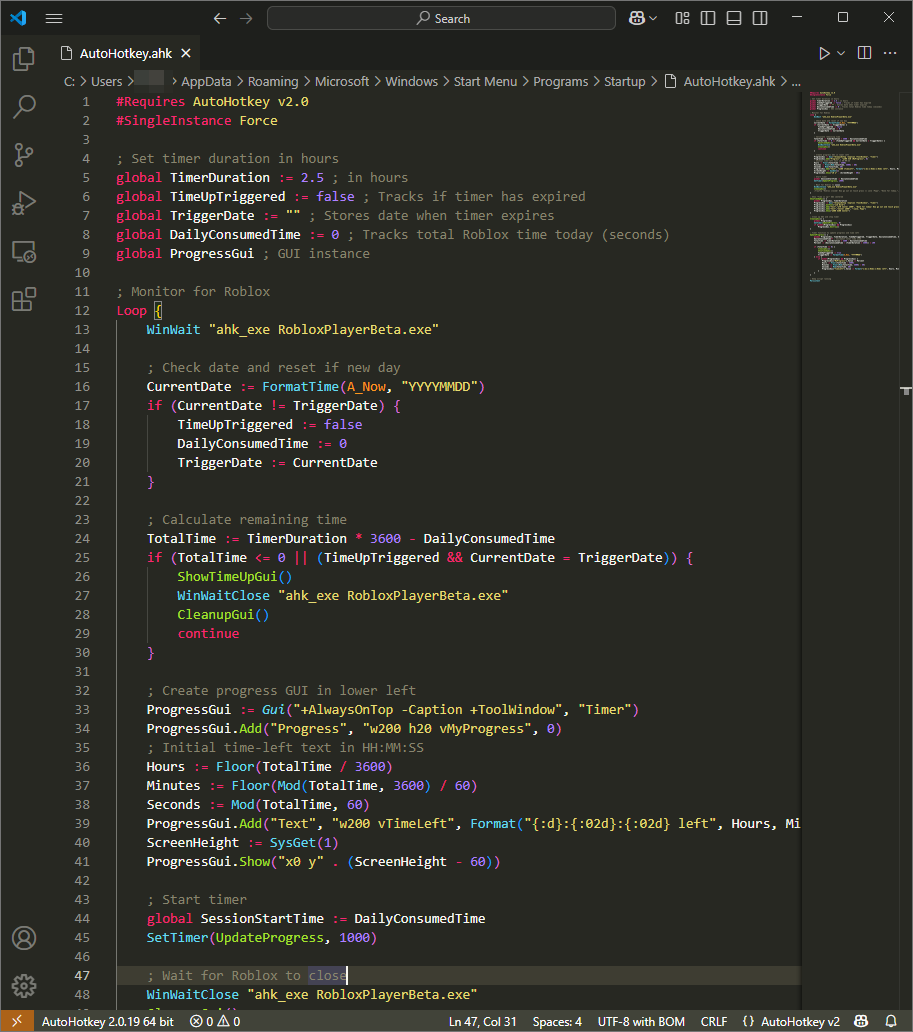 Search
AutoHotkey.ahk
C: > Users > > AppData > Roaming > Microsoft > Windows > Start Menu > Programs > Startup > AutoHotkey.ahk > ...
1 #Requires AutoHotkey v2.0
2 #SingleInstance Force
3
4 ; Set timer duration in hours
5 global TimerDuration := 2.5 ; in hours
6 global TimeUpTriggered := false ; Tracks if timer has expired
7 global TriggerDate := "" ; Stores date when timer expires
8 global DailyConsumedTime := 0 ; Tracks total Roblox time today (seconds)
9 global ProgressGui ; GUI instance
10
11 ; Monitor for Roblox
12 Loop {
13 WinWait "ahk_exe RobloxPlayerBeta.exe"
14
15 ; Check date and reset if new day
16 CurrentDate := FormatTime(A_Now, "YYYYMMDD")
17 if (CurrentDate != TriggerDate) {
18 TimeUpTriggered := false
19 DailyConsumedTime := 0
20 TriggerDate := CurrentDate
21 }
22
23 ; Calculate remaining time
24 TotalTime := TimerDuration * 3600 - DailyConsumedTime
25 if (TotalTime <= 0 || (TimeUpTriggered && CurrentDate = TriggerDate)) {
26 ShowTimeUpGui()
27 WinWaitClose "ahk_exe RobloxPlayerBeta.exe"
28 CleanupGui()
29 continue
30 }
31
32 ; Create progress GUI in lower left
33 ProgressGui := Gui("+AlwaysOnTop -Caption +ToolWindow", "Timer")
34 ProgressGui.Add("Progress", "w200 h20 vMyProgress", 0)
35 ; Initial time-left text in HH:MM:SS
36 Hours := Floor(TotalTime / 3600)
37 Minutes := Floor(Mod(TotalTime, 3600) / 60)
38 Seconds := Mod(TotalTime, 60)
39 ProgressGui.Add("Text", "w200 vTimeLeft", Format("{:d}:{:02d}:{:02d} left", Hours, Mi
40 ScreenHeight := SysGet(1)
41 ProgressGui.Show("x0 y" . (ScreenHeight - 60))
42
43 ; Start timer
44 global SessionStartTime := DailyConsumedTime
45 SetTimer(UpdateProgress, 1000)
46
47 ; Wait for Roblox to close
48 WinWaitClose "ahk_exe RobloxPlayerBeta.exe"
AutoHotkey 2.0.19 64 bit 0 0 Ln 47, Col 31 Spaces: 4 UTF-8 with BOM CRLF {} AutoHotkey v2